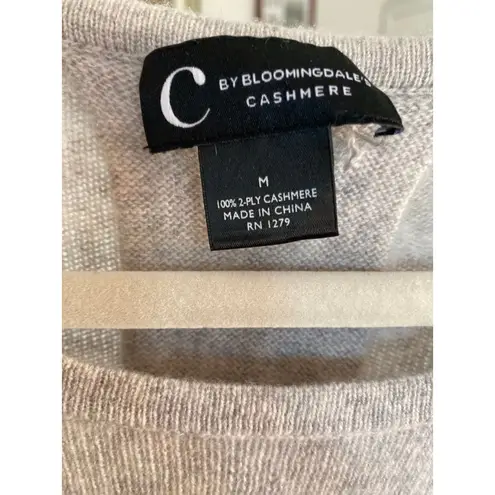 C
BY BLOOMINGDALE'S
CASHMERE
M
100% 2-PLY CASHMERE
MADE IN CHINA
RN 1279